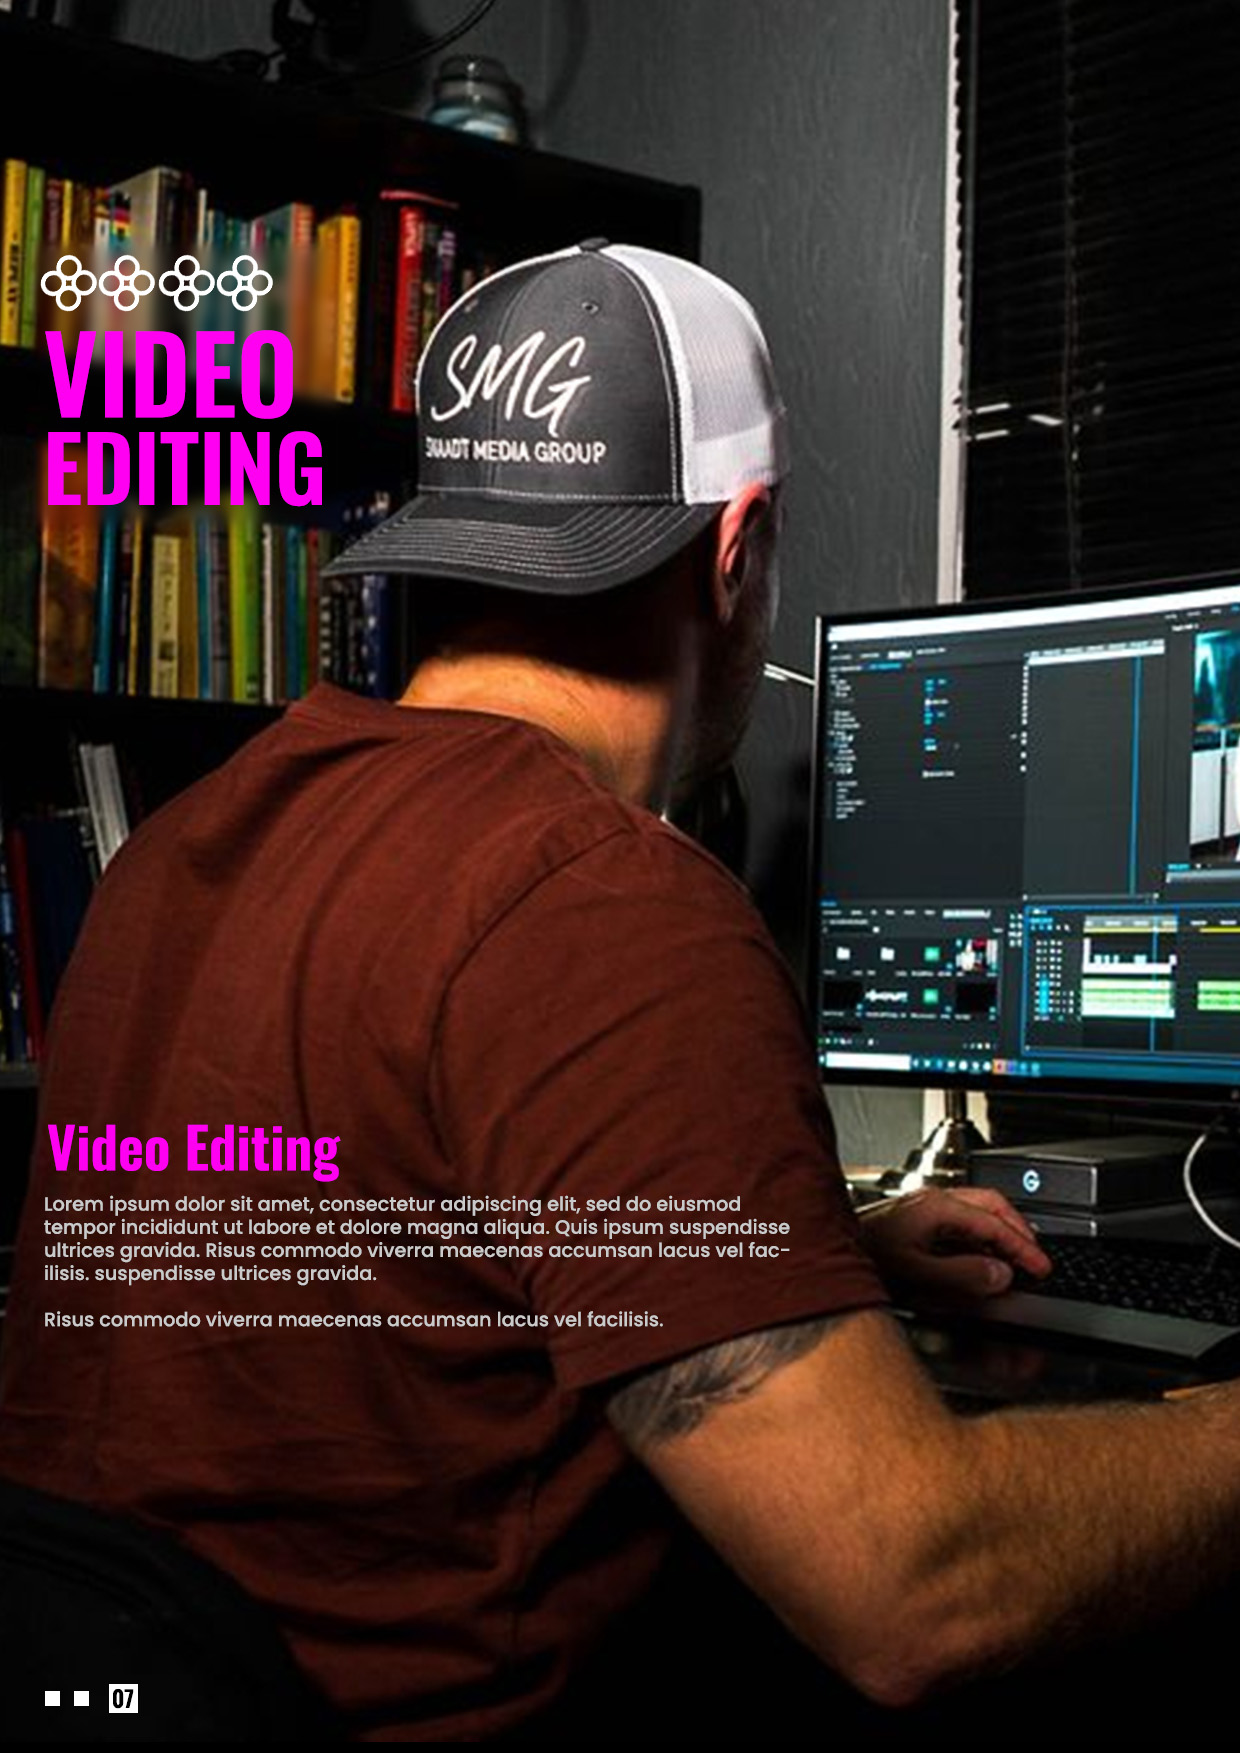 VIDEO
EDITING
SMG
MEDIA GROUP
Video Editing
Lorem ipsum dolor sit amet, consectetur adipiscing elit, sed do eiusmod
tempor incididunt ut labore et dolore magna aliqua. Quis ipsum suspendisse
ultrices gravida. Risus commodo viverra maecenas accumsan lacus vel fac-
ilisis. suspendisse ultrices gravida.
Risus commodo viverra maecenas accumsan lacus vel facilisis.
07